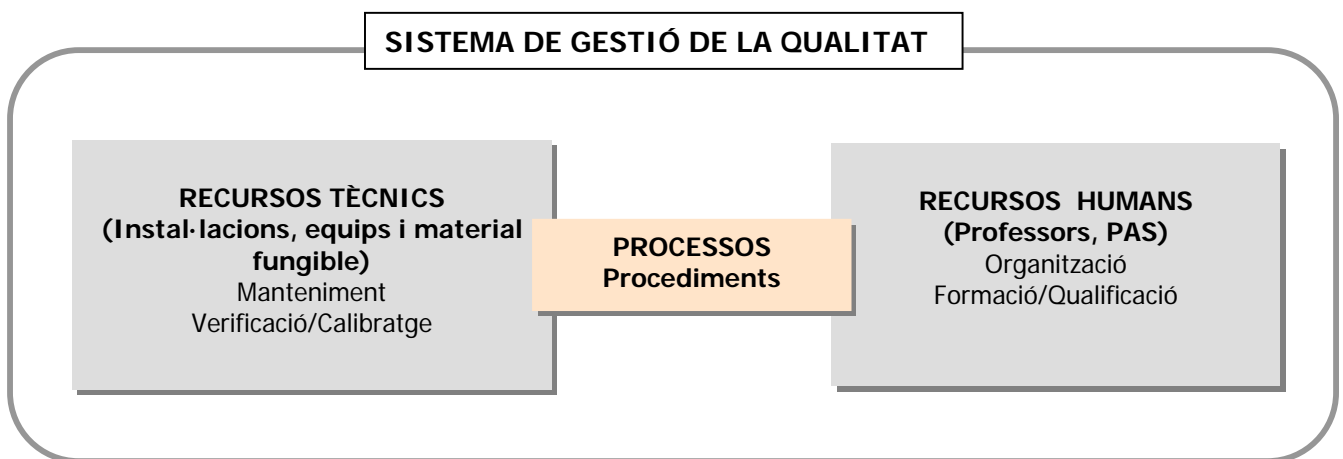 SISTEMA DE GESTIÓ DE LA QUALITAT
RECURSOS TÈCNICS
(Instal·lacions, equips i material
fungible)
Manteniment
Verificació/Calibratge
PROCESSOS
Procediments
RECURSOS HUMANS
(Professors, PAS)
Organització
Formació/Qualificació